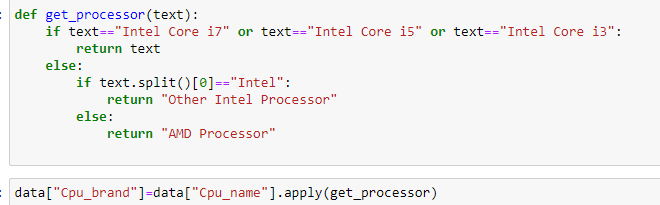 def get_processor(text):
    if text=="Intel Core i7" or text=="Intel Core i5" or text=="Intel Core i3":
        return text
    else:
        if text.split()[0]=="Intel":
            return "Other Intel Processor"
        else:
            return "AMD Processor"
data["Cpu_brand"]=data["Cpu_name"].apply(get_processor)